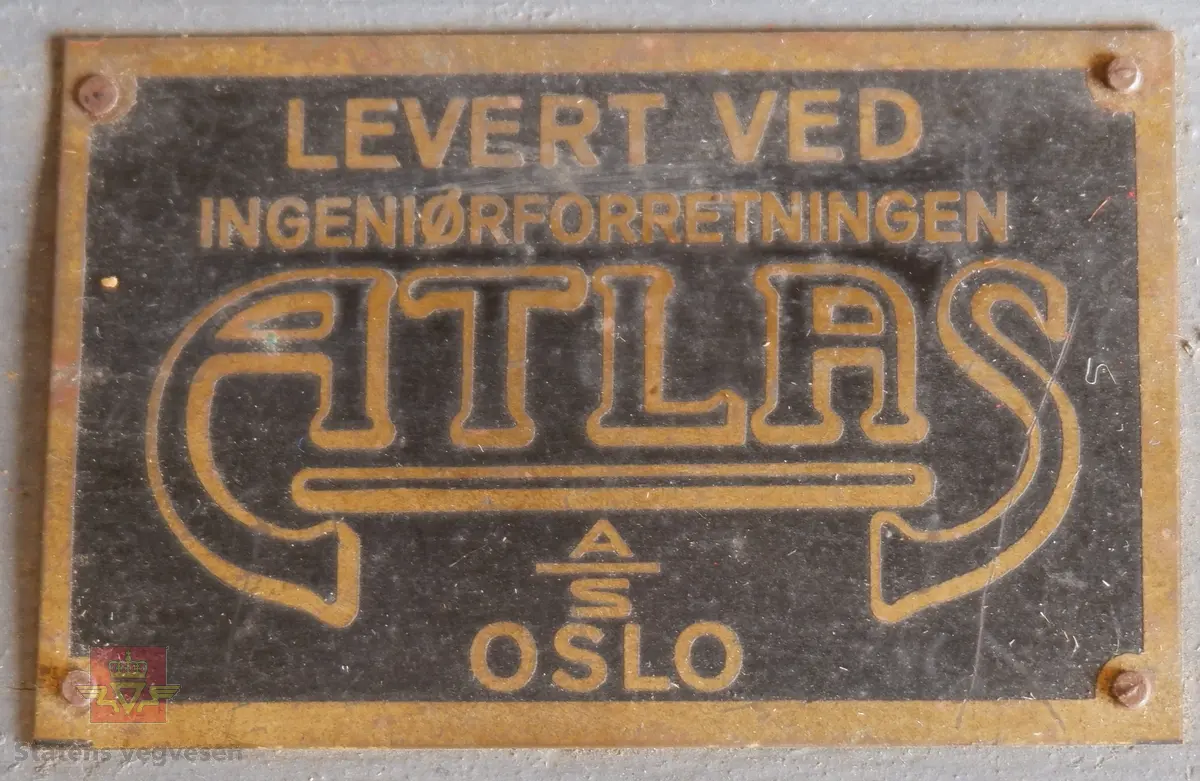 LEVERT VED
INGENIØRFORRETNINGEN
ATLAS
A
S
OSLO
Statens vegvesen